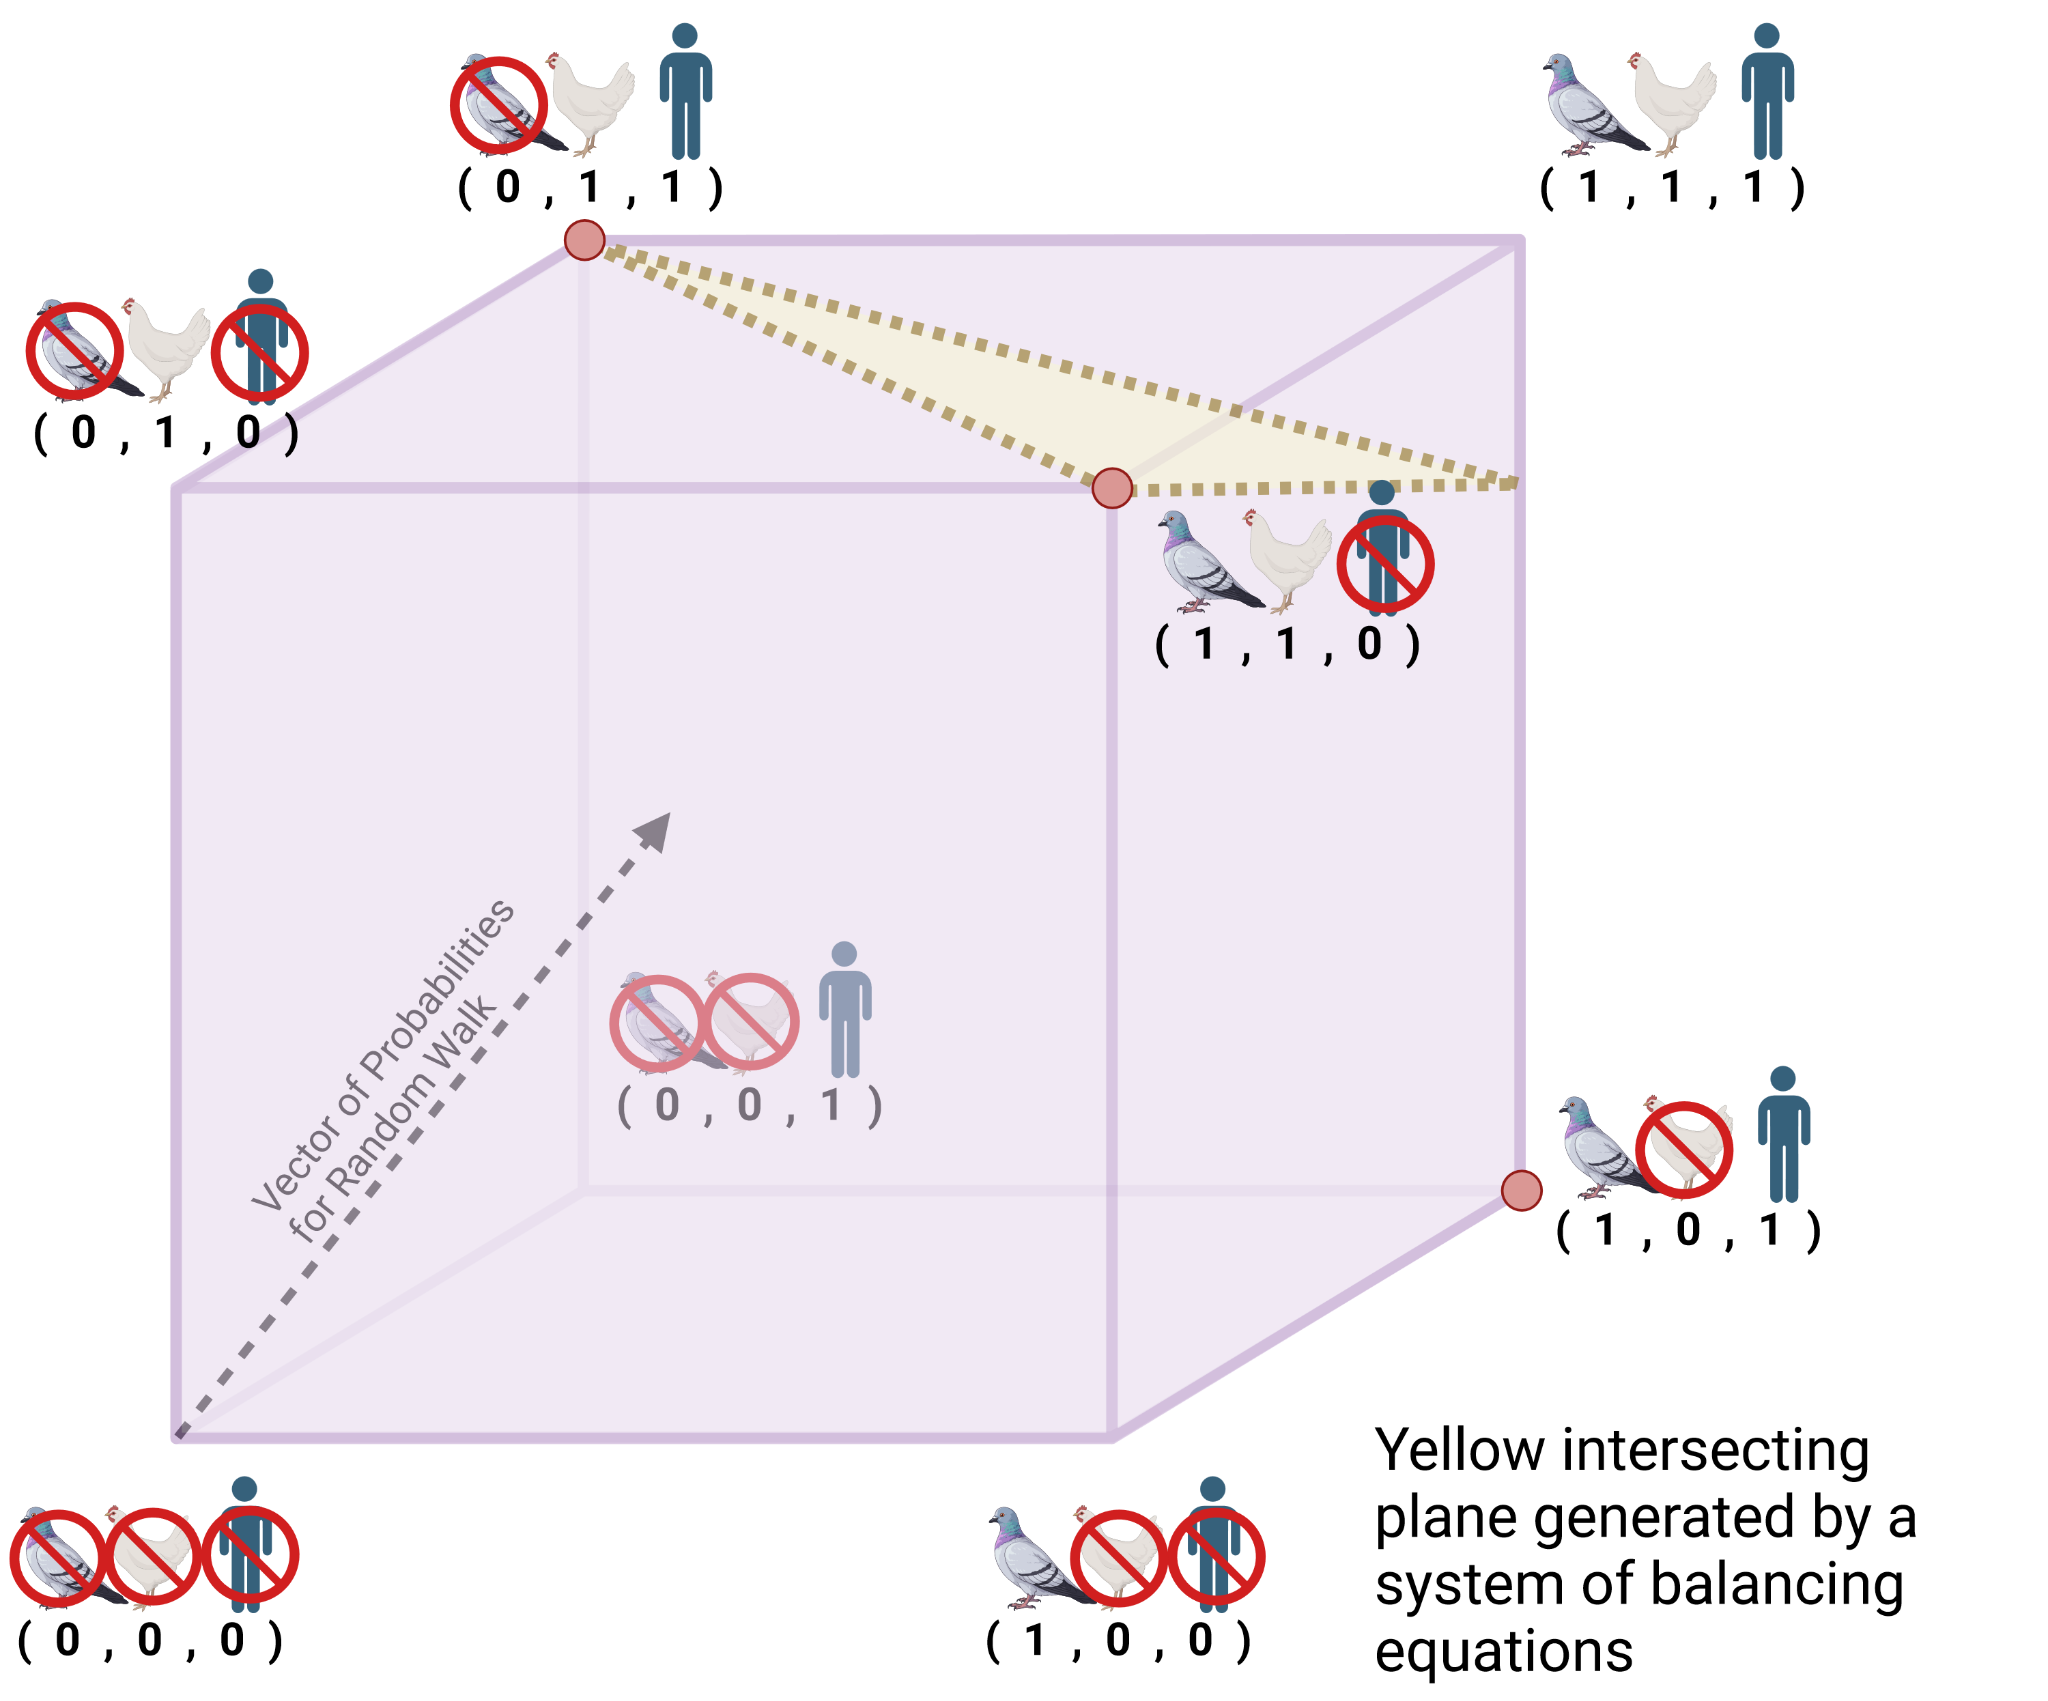 ( 0 , 1 , 1 )
( 1 , 1 , 1 )
( 0 , 1 , 0 )
( 1 , 1 , 0 )
Vector of Probabilities
for Random Walk
( 0 , 0 , 1 )
( 1 , 0 , 1 )
( 0 , 0 , 0 )
( 1 , 0 , 0 )
Yellow intersecting
plane generated by a
system of balancing
equations